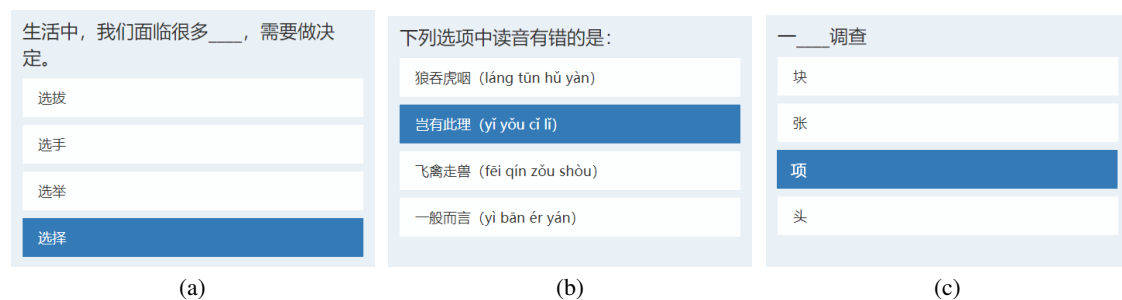 生活中，我们面临很多____，需要做决
定。
选拔
选手
选举
选择
(a)
下列选项中读音有错的是：
狼吞虎咽（láng tūn hǔ yàn）
岂有此理（yǐ yǒu cǐ lǐ）
飞禽走兽（fēi qín zǒu shòu）
一般而言（yì bān ér yán）
(b)
一____调查
块
张
项
头
(c)